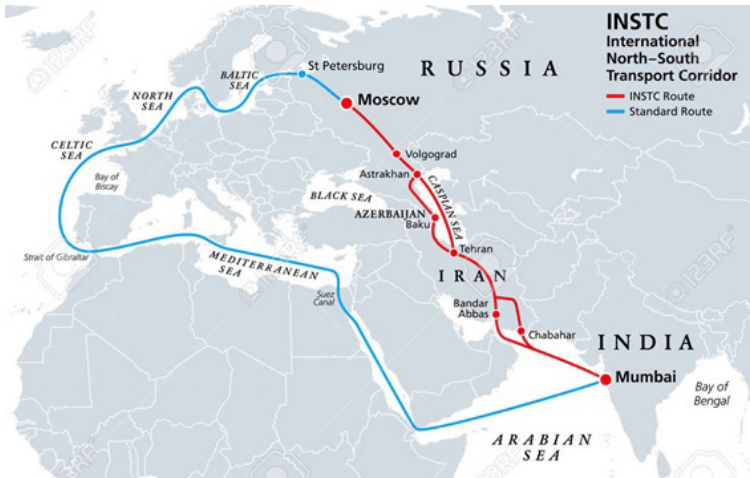 INSTC
International
North–South
Transport Corridor
INSTC Route
Standard Route
St Petersburg
RUSSIA
BALTIC
SEA
NORTH
SEA
Moscow
CELTIC
SEA
Volgograd
Bay of
Biscay
Astrakhan
CASPIAN SEA
BLACK SEA
AZERBAIJAN
Baku
Strait of Gibraltar
Tehran
MEDITERRANEAN
SEA
IRAN
Suez
Canal
Bandar
Abbas
Chabahar
INDIA
Mumbai
Bay of
Bengal
ARABIAN
SEA
123RF